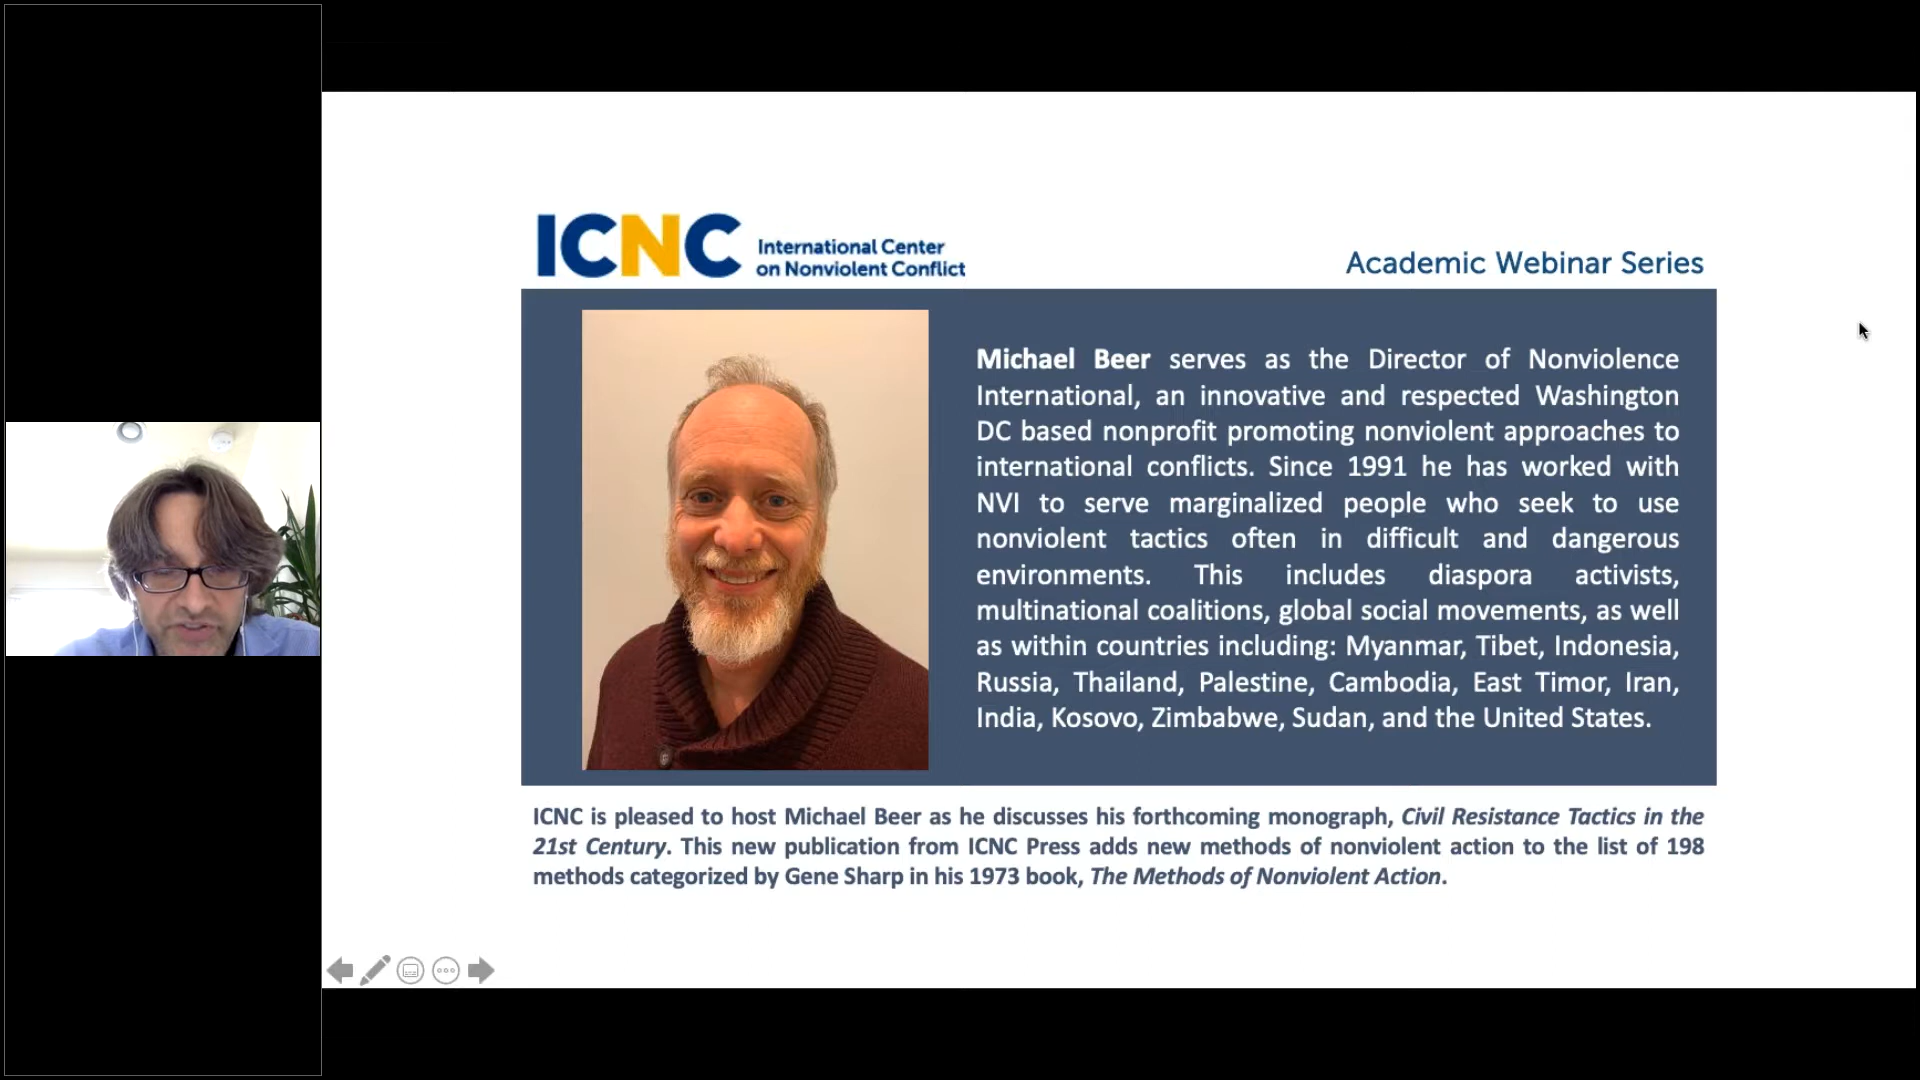 ICNC International Center
on Nonviolent Conflict
Academic Webinar Series
Michael Beer serves as the Director of Nonviolence
International, an innovative and respected Washington
DC based nonprofit promoting nonviolent approaches to
international conflicts. Since 1991 he has worked with
NVI to serve marginalized people who seek to use
nonviolent tactics often in difficult and dangerous
environments. This includes diaspora activists,
multinational coalitions, global social movements, as well
as within countries including: Myanmar, Tibet, Indonesia,
Russia, Thailand, Palestine, Cambodia, East Timor, Iran,
India, Kosovo, Zimbabwe, Sudan, and the United States.
ICNC is pleased to host Michael Beer as he discusses his forthcoming monograph, Civil Resistance Tactics in the
21st Century. This new publication from ICNC Press adds new methods of nonviolent action to the list of 198
methods categorized by Gene Sharp in his 1973 book, The Methods of Nonviolent Action.